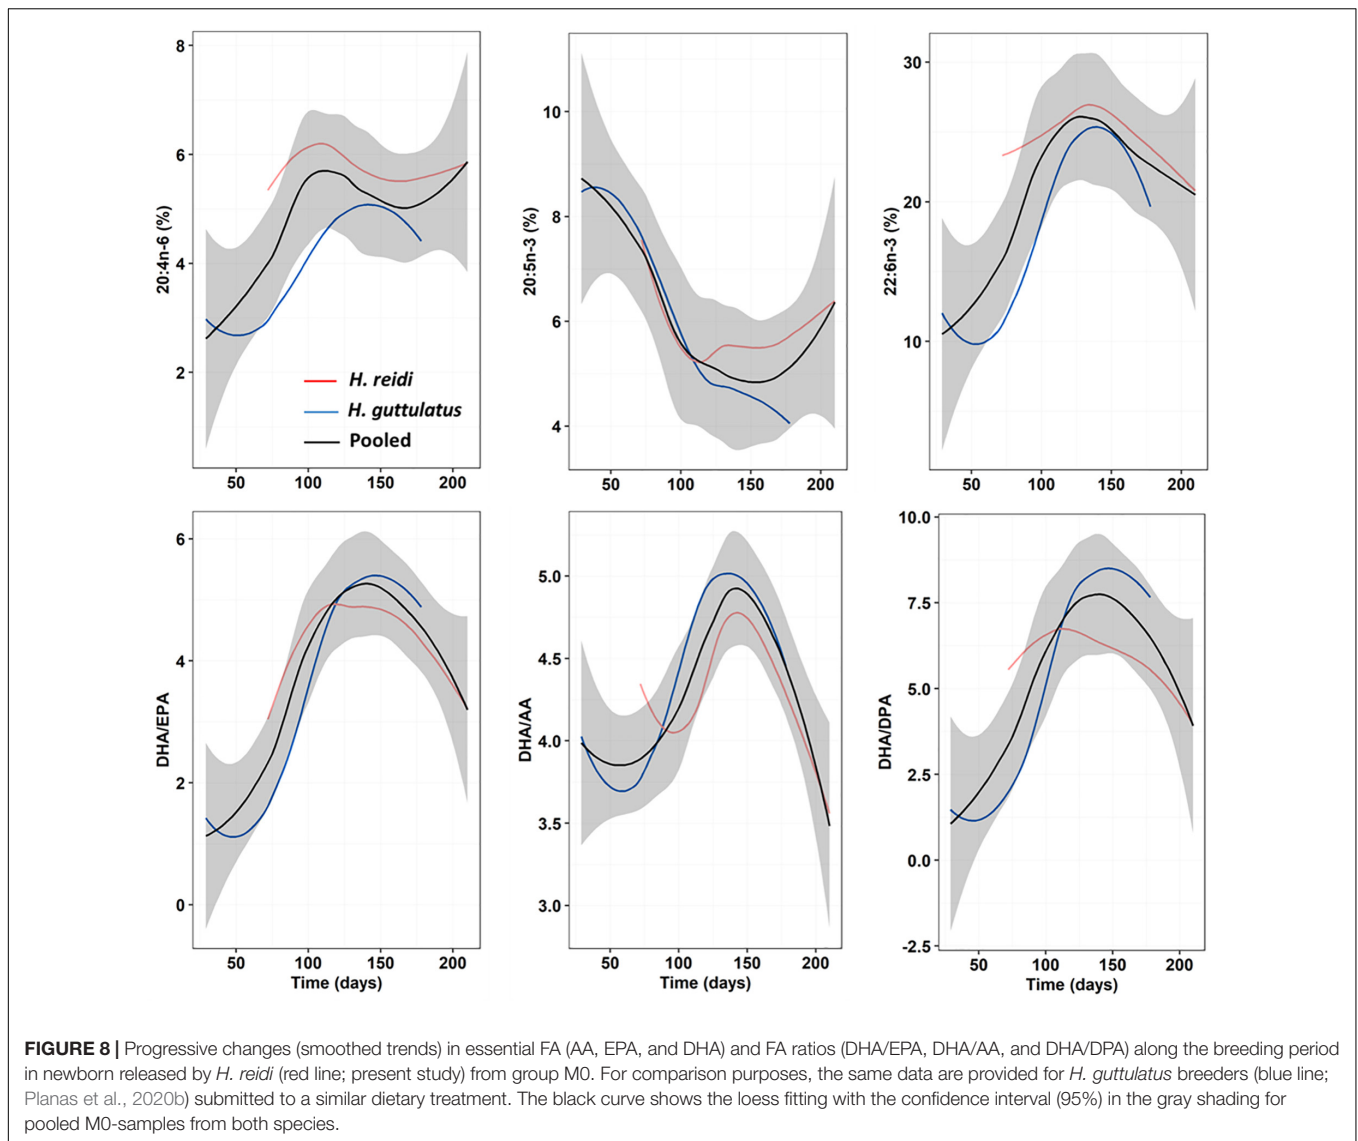 8
6
4
2
20:4n-6 (%)
50 100 150 200
H. reidi
H. guttulatus
Pooled
10
8
6
4
20:5n-3 (%)
50 100 150 200
30
20
10
22:6n-3 (%)
50 100 150 200
6
4
2
0
DHA/EPA
50 100 150 200
Time (days)
5.0
4.5
4.0
3.5
3.0
DHA/AA
50 100 150 200
Time (days)
10.0
7.5
5.0
2.5
0.0
-2.5
DHA/DPA
50 100 150 200
Time (days)
FIGURE 8 | Progressive changes (smoothed trends) in essential FA (AA, EPA, and DHA) and FA ratios (DHA/EPA, DHA/AA, and DHA/DPA) along the breeding period
in newborn released by H. reidi (red line; present study) from group M0. For comparison purposes, the same data are provided for H. guttulatus breeders (blue line;
Planas et al., 2020b) submitted to a similar dietary treatment. The black curve shows the loess fitting with the confidence interval (95%) in the gray shading for
pooled M0-samples from both species.